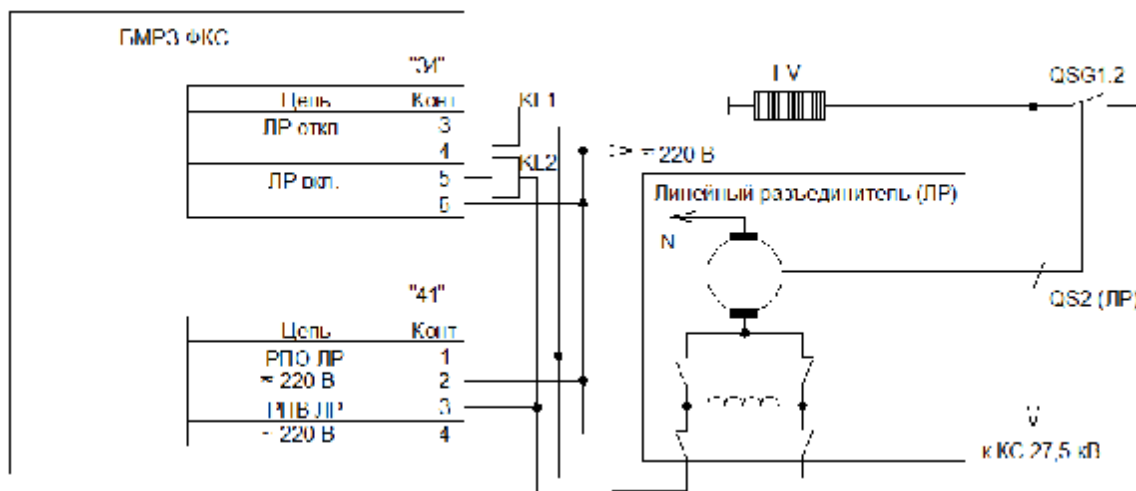 БМРЗ ФКС
"34"
Цепь Конт
ЛР откл 3
4
ЛР вкл. 5
6
KL1
KL2
≈ 220 В
"41"
Цепь Конт
РПО ЛР 1
≈ 220 В 2
РПВ ЛР 3
~ 220 В 4
QSG1.2
Линейный разъединитель (ЛР)
N
QS2 (ЛР)
к КС 27,5 кВ